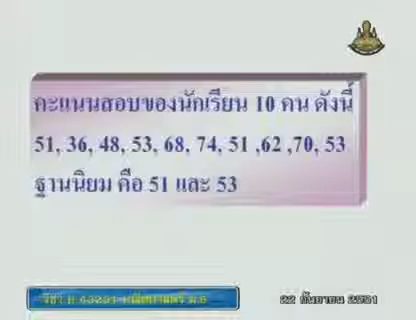 คะแนนสอบของนักเรียน 10 คน ดังนี้
51, 36, 48, 53, 68, 74, 51 ,62 ,70, 53
ฐานนิยม คือ 51 และ 53
22 กันยายน